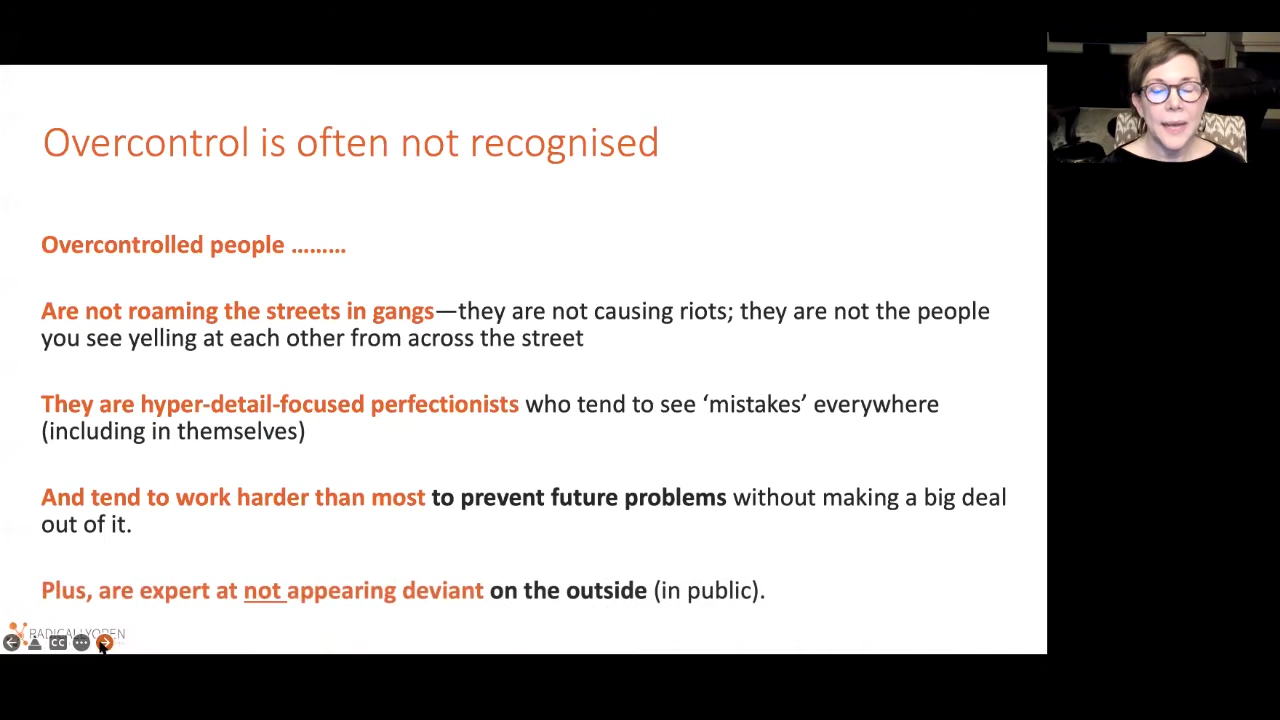 Overcontrol is often not recognised
Overcontrolled people .........
Are not roaming the streets in gangs—they are not causing riots; they are not the people
you see yelling at each other from across the street
They are hyper-detail-focused perfectionists who tend to see ‘mistakes’ everywhere
(including in themselves)
And tend to work harder than most to prevent future problems without making a big deal
out of it.
Plus, are expert at not appearing deviant on the outside (in public).
RADICALLYOPEN
CC